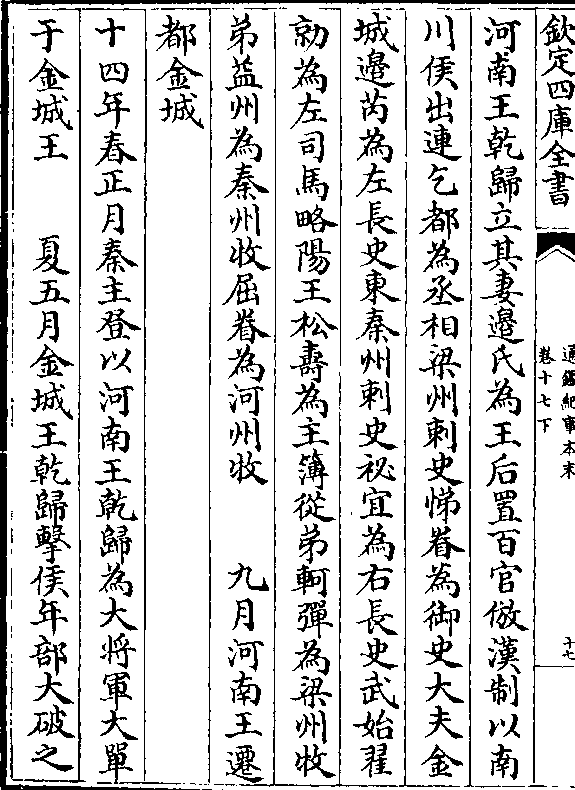 欽定四庫全書
通鑑紀事本末
卷十七下
十七
河南王乾歸立其妻邉氏為王后置百官倣漢制以南
川侯出連乞都為丞相梁州刺史悌眷為御史大夫金
城邉芮為左長史東秦州刺史祕宜為右長史武始翟
勍為左司馬略陽王松壽為主簿從弟軻彈為梁州牧
弟益州為秦州牧屈眷為河州牧　九月河南王遷
都金城
十四年春正月秦主登以河南王乾歸為大將軍大單
于金城王　夏五月金城王乾歸擊侯年部大破之